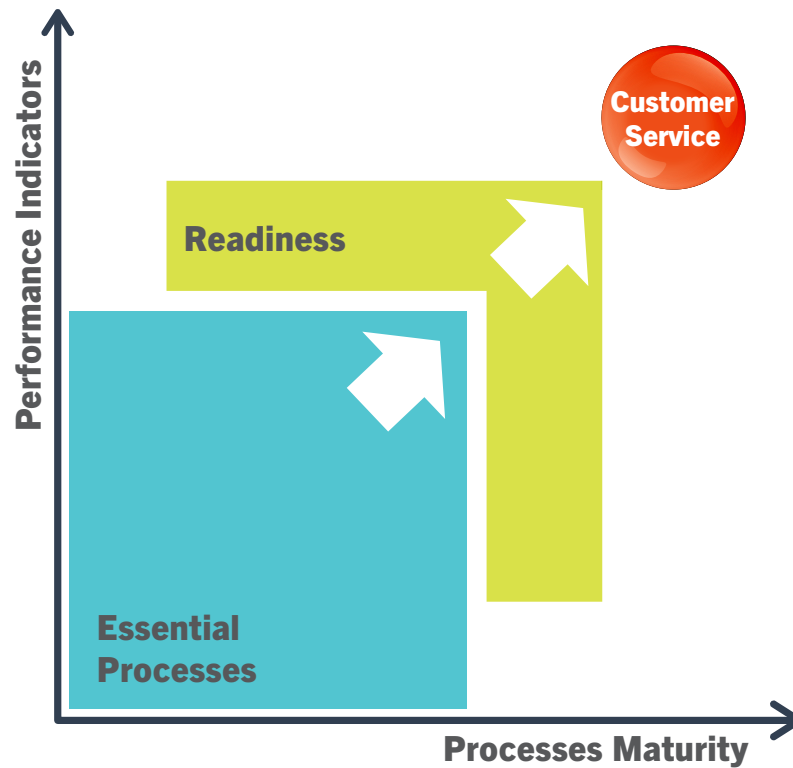 Performance Indicators
Customer
Service
Readiness
Essential
Processes
Processes Maturity